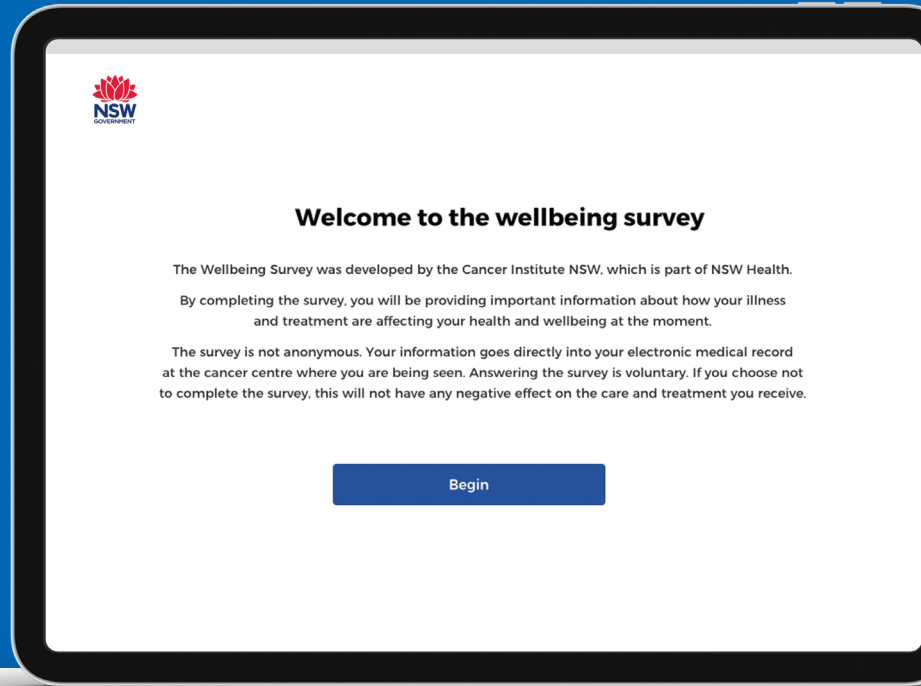 NSW
GOVERNMENT
Welcome to the wellbeing survey
The Wellbeing Survey was developed by the Cancer Institute NSW, which is part of NSW Health.
By completing the survey, you will be providing important information about how your illness
and treatment are affecting your health and wellbeing at the moment.
The survey is not anonymous. Your information goes directly into your electronic medical record
at the cancer centre where you are being seen. Answering the survey is voluntary. If you choose not
to complete the survey, this will not have any negative effect on the care and treatment you receive.
Begin